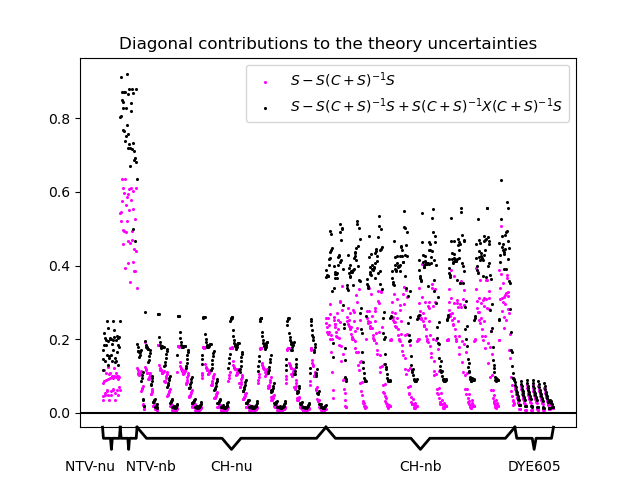 Diagonal contributions to the theory uncertainties
S − S(C + S)⁻¹S
S − S(C + S)⁻¹S + S(C + S)⁻¹X(C + S)⁻¹S
0.8
0.6
0.4
0.2
0.0
NTV-nu NTV-nb CH-nu CH-nb DYE605